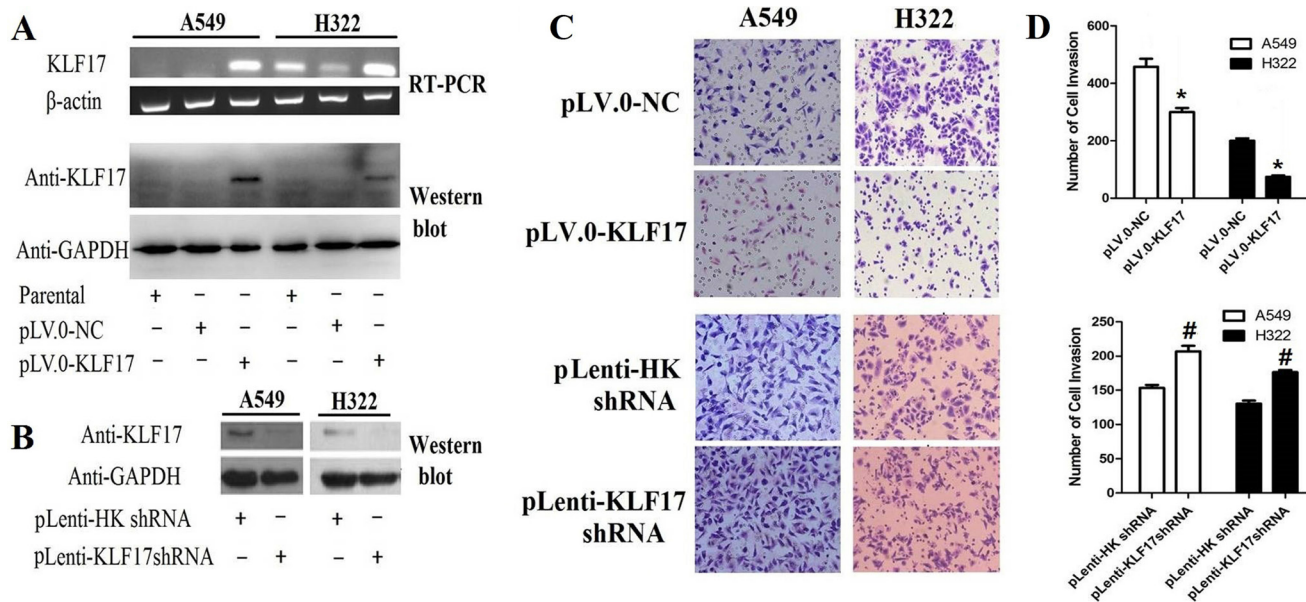 A
A549 H322
KLF17
β-actin
RT-PCR
Anti-KLF17
Anti-GAPDH
Western
blot
Parental + – – + – –
pLV.0-NC – + – – + –
pLV.0-KLF17 – – + – – +
B
A549 H322
Anti-KLF17
Anti-GAPDH
Western
blot
pLenti-HK shRNA + – + –
pLenti-KLF17shRNA – + – +
C
A549 H322
pLV.0-NC
pLV.0-KLF17
pLenti-HK
shRNA
pLenti-KLF17
shRNA
D
Number of Cell Invasion
600
400
200
0
A549
H322
*
*
pLV.0-NC
pLV.0-KLF17
pLV.0-NC
pLV.0-KLF17
Number of Cell Invasion
250
200
150
100
50
0
A549
H322
#
#
pLenti-HK shRNA
pLenti-KLF17shRNA
pLenti-HK shRNA
pLenti-KLF17shRNA